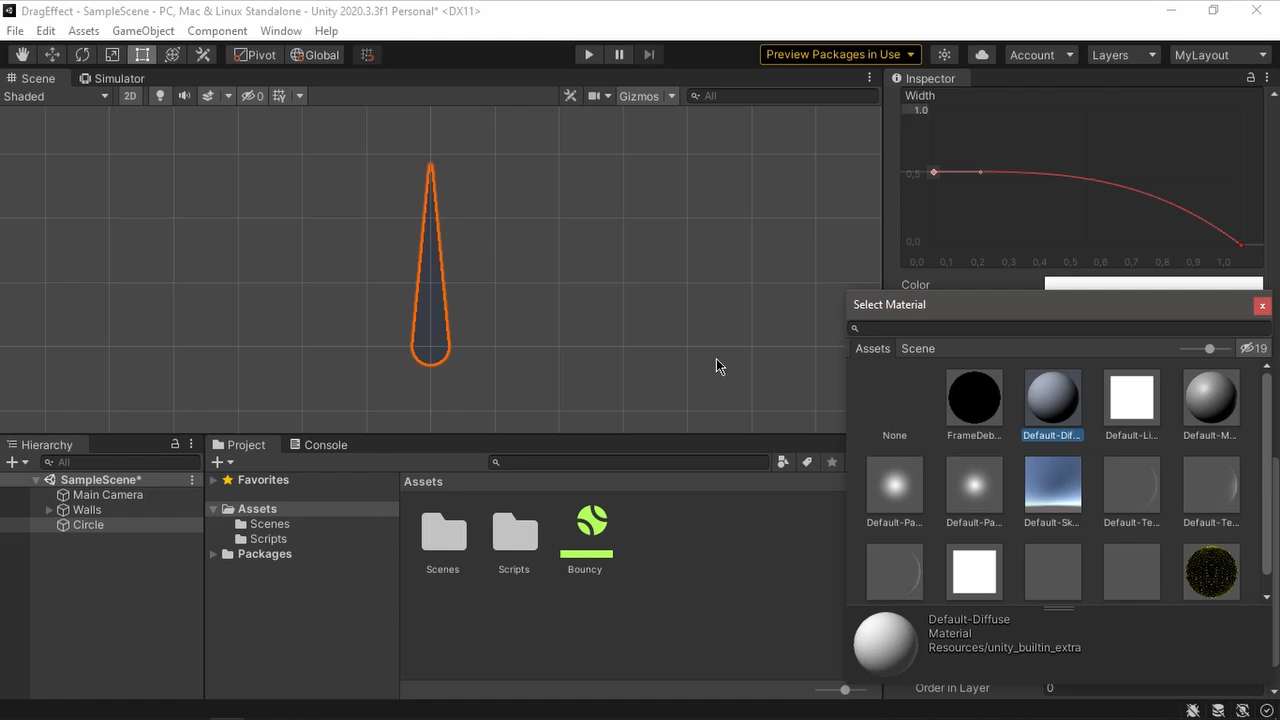 DragEffect - SampleScene - PC, Mac & Linux Standalone - Unity 2020.3.3f1 Personal* <DX11>
File Edit Assets GameObject Component Window Help
Pivot Global Preview Packages in Use Account Layers MyLayout
Scene Simulator Inspector
Shaded 2D 0 Gizmos All Width
1.0
0,5
0,0
0,0 0,1 0,2 0,3 0,4 0,5 0,6 0,7 0,8 0,9 1,0
Color
Select Material
Assets Scene 19
None FrameDeb... Default-Dif... Default-Li... Default-M...
Default-Pa... Default-Pa... Default-Sk... Default-Te... Default-Te...
Default-Diffuse
Material
Resources/unity_builtin_extra
Order in Layer 0
Hierarchy
All
SampleScene*
Main Camera
Walls
Circle
Project Console
Favorites
Assets
Scenes
Scripts
Packages
Assets
Scenes Scripts Bouncy